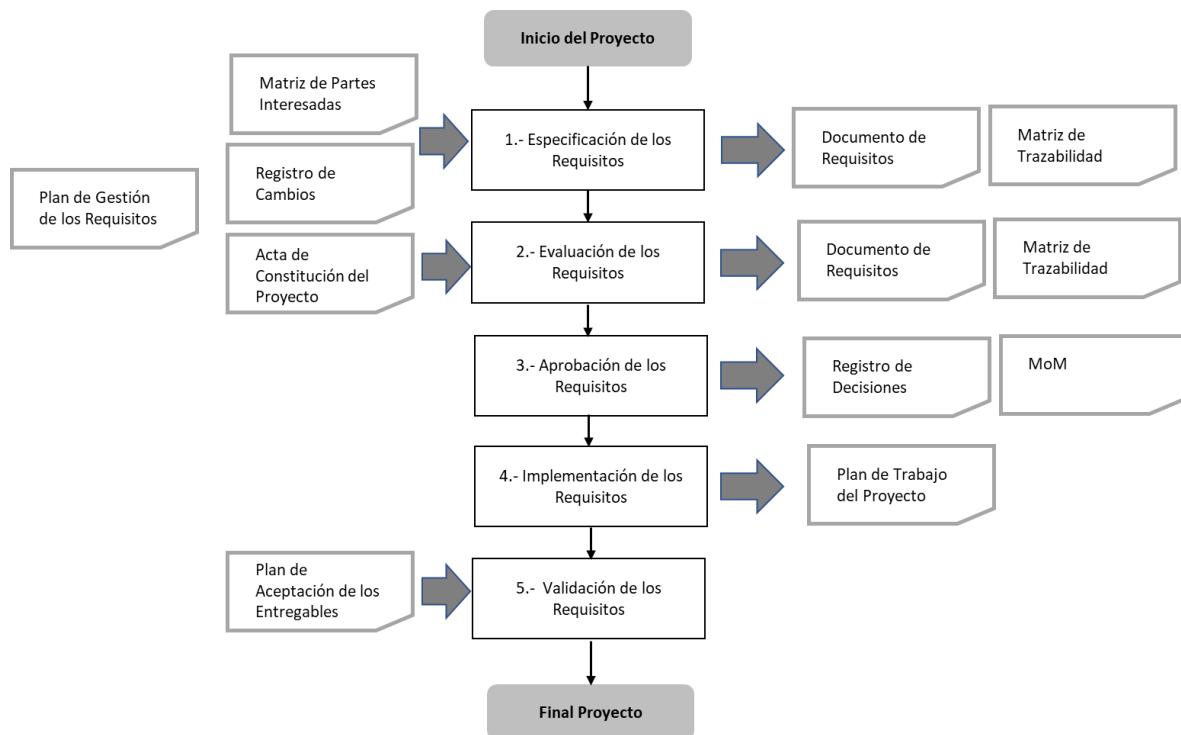 Inicio del Proyecto
Matriz de Partes
Interesadas
1.- Especificación de los
Requisitos
Documento de
Requisitos
Matriz de
Trazabilidad
Plan de Gestión
de los Requisitos
Registro de
Cambios
Acta de
Constitución del
Proyecto
2.- Evaluación de los
Requisitos
Documento de
Requisitos
Matriz de
Trazabilidad
3.- Aprobación de los
Requisitos
Registro de
Decisiones
MoM
4.- Implementación de los
Requisitos
Plan de Trabajo
del Proyecto
Plan de
Aceptación de los
Entregables
5.- Validación de los
Requisitos
Final Proyecto